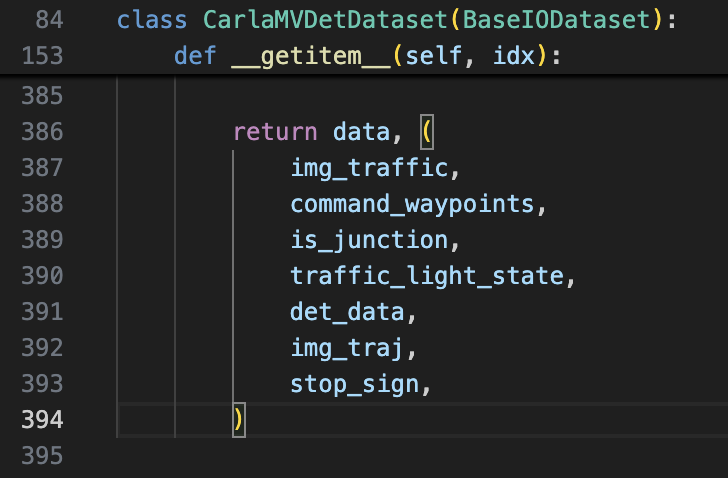 84 class CarlaMVDetDataset(BaseIODataset):
153 def __getitem__(self, idx):
385
386 return data, (
387 img_traffic,
388 command_waypoints,
389 is_junction,
390 traffic_light_state,
391 det_data,
392 img_traj,
393 stop_sign,
394 )
395